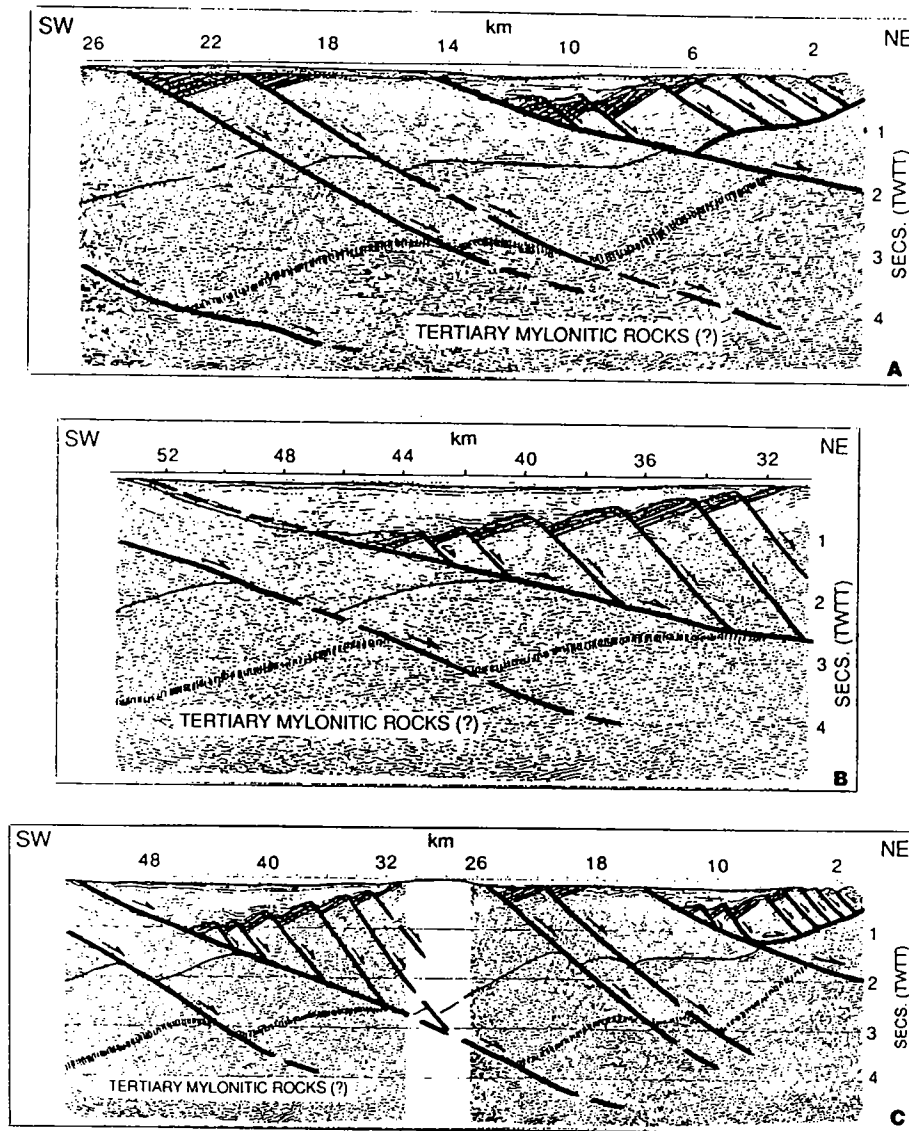 SW km NE
26 22 18 14 10 6 2
1
2
3
4
SECS. (TWTT)
TERTIARY MYLONITIC ROCKS (?)
A
SW km NE
52 48 44 40 36 32
1
2
3
4
SECS. (TWTT)
TERTIARY MYLONITIC ROCKS (?)
B
SW km NE
48 40 32 26 18 10 2
1
2
3
4
SECS. (TWTT)
TERTIARY MYLONITIC ROCKS (?)
C